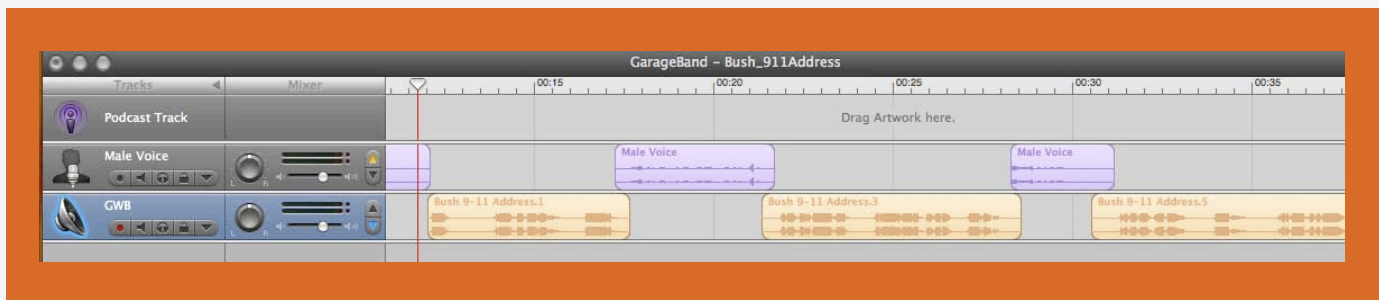 GarageBand – Bush_911Address
Tracks Mixer 00:15 00:20 00:25 00:30 00:35
Podcast Track Drag Artwork here.
Male Voice Male Voice Male Voice
L R
GWB Bush 9-11 Address.1 Bush 9-11 Address.3 Bush 9-11 Address.5
L R